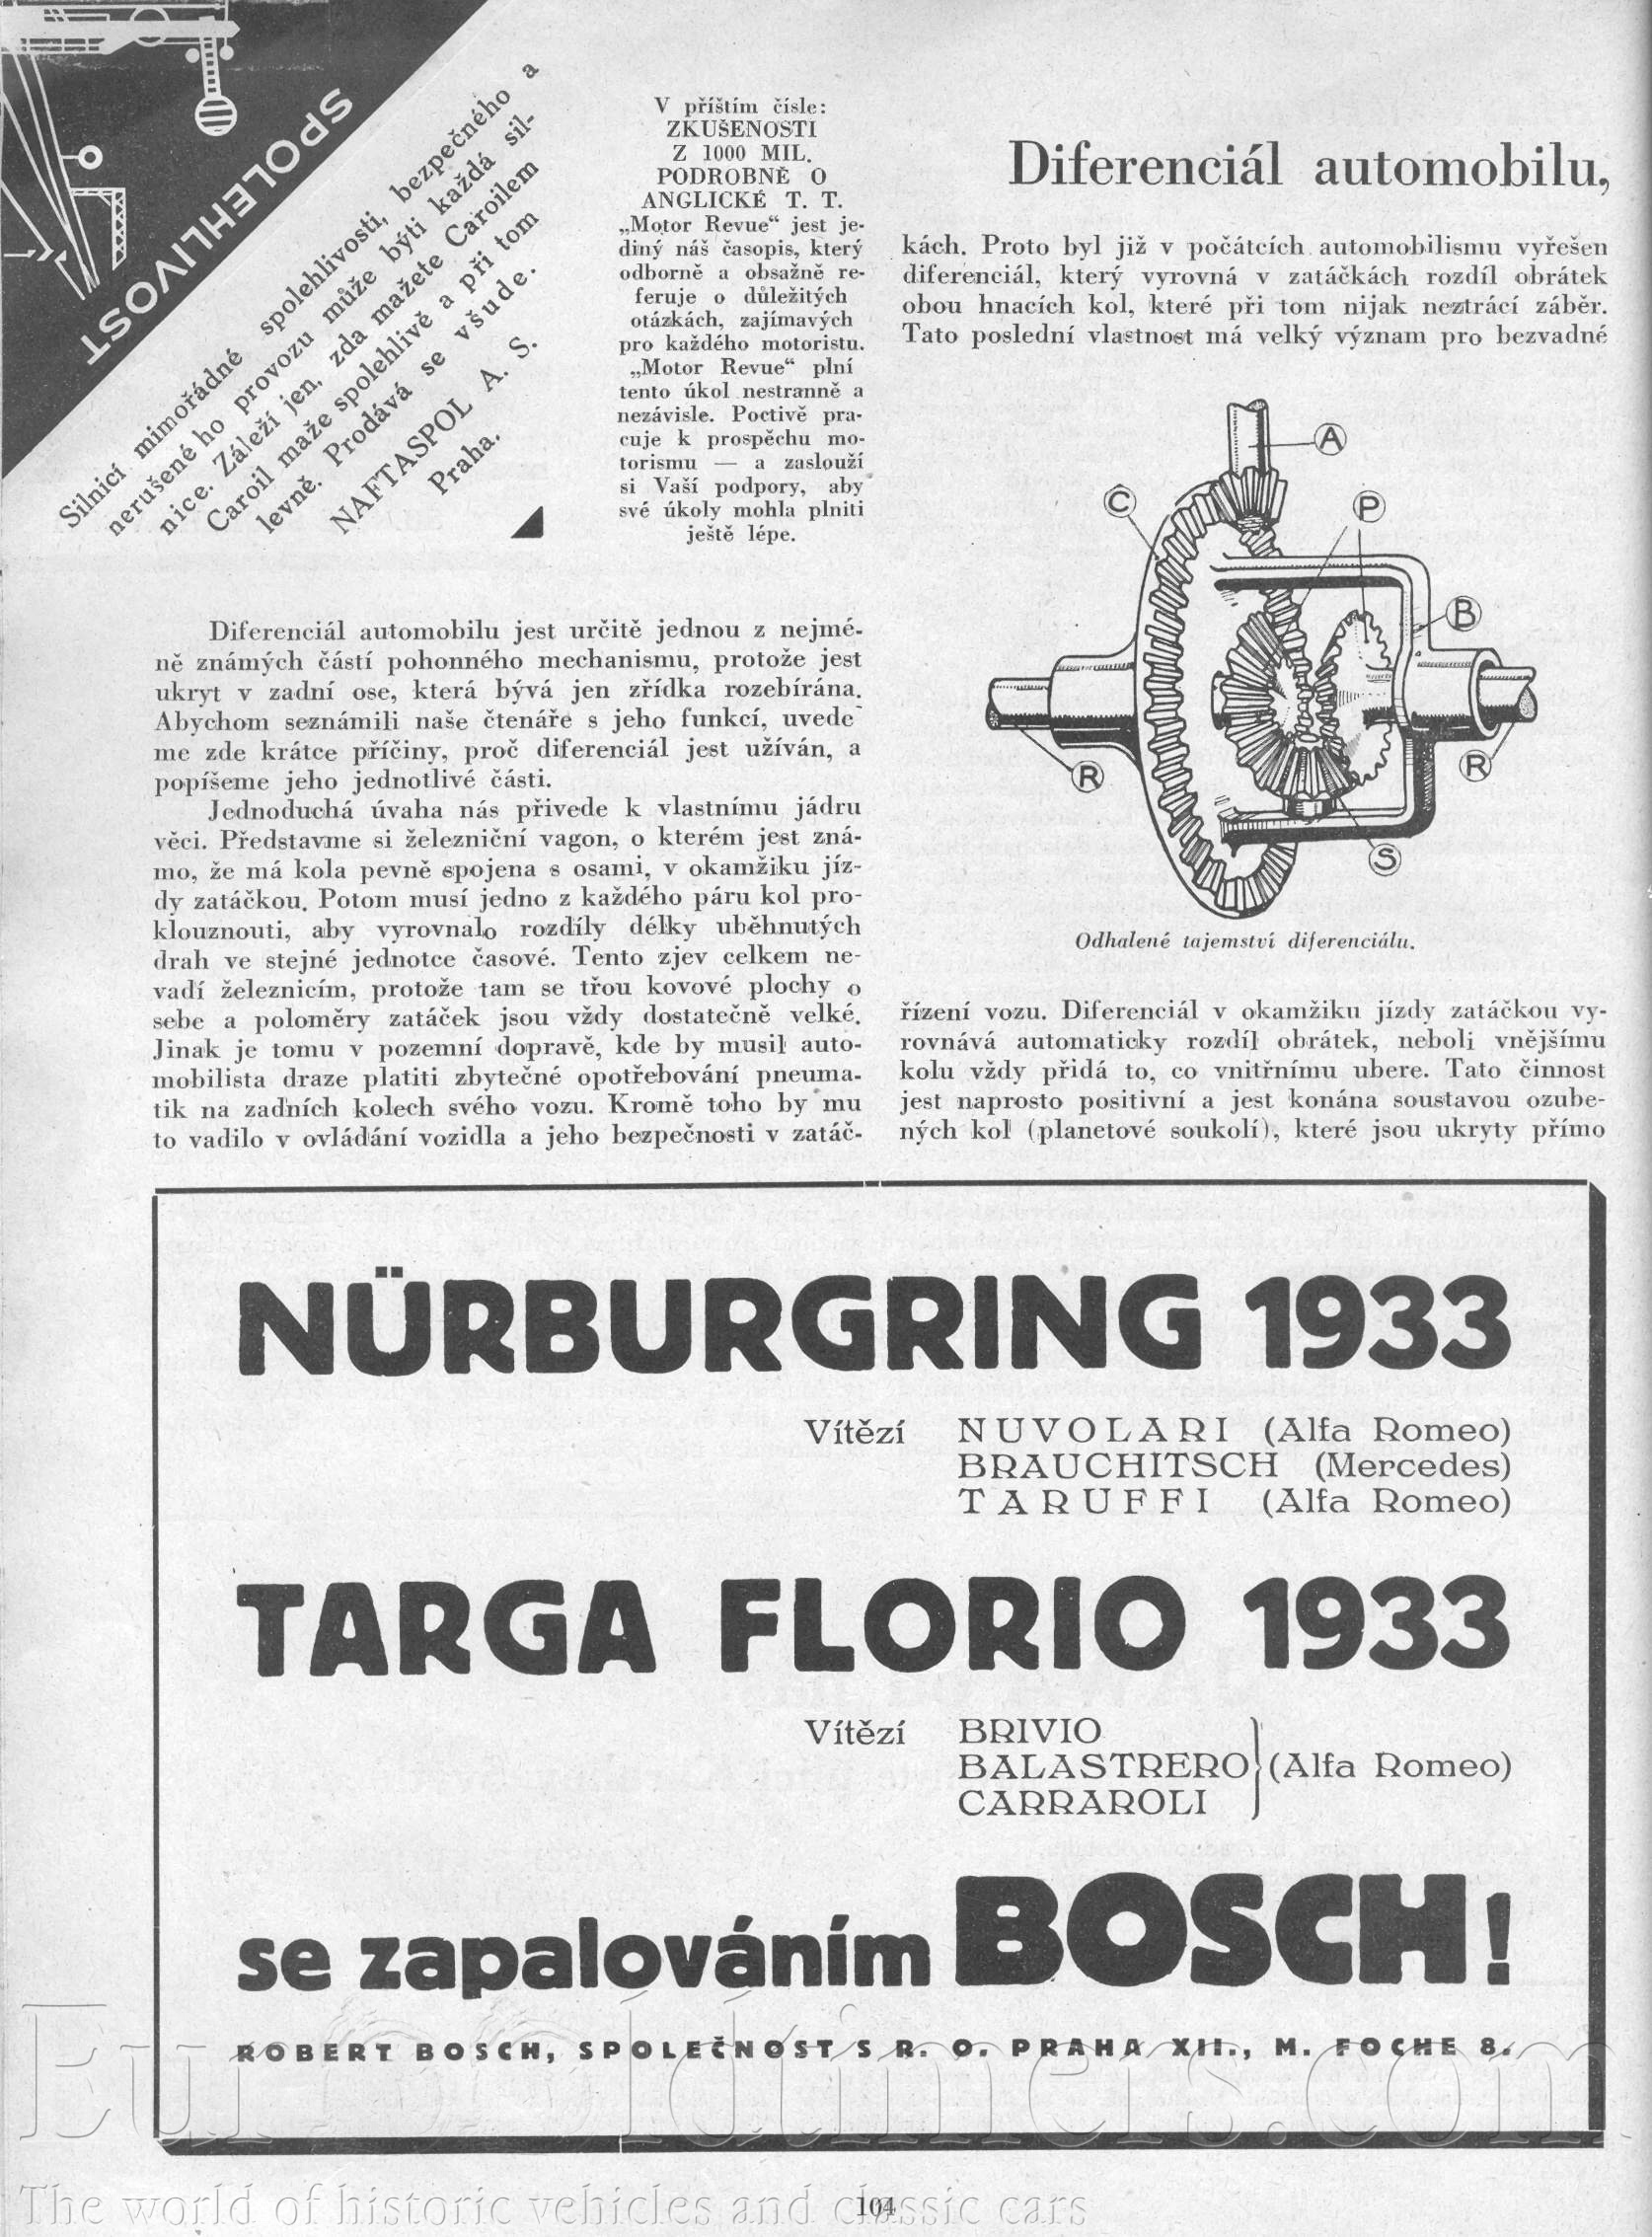 SPOLEHLIVOST
Silnicí mimořádné spolehlivosti, bezpečného a
nerušené ho provozu může býti každá sil-
nice. Záleží jen, zda mažete Caroilem
Caroil maže spolehlivě a při tom
levně. Prodává se všude.
NAFTASPOL A. S.
Praha.
V příštím čísle:
ZKUŠENOSTI
Z 1000 MIL.
PODROBNĚ O
ANGLICKÉ T. T.
„Motor Revue“ jest je-
diný náš časopis, který
odborně a obsažně re-
feruje o důležitých
otázkách, zajímavých
pro každého motoristu.
„Motor Revue“ plní
tento úkol nestranně a
nezávisle. Poctivě pra-
cuje k prospěchu mo-
torismu — a zaslouží
si Vaší podpory, aby
své úkoly mohla plniti
ještě lépe.
Diferenciál automobilu,
Diferenciál automobilu jest určitě jednou z nejmé-
ně známých částí pohonného mechanismu, protože jest
ukryt v zadní ose, která bývá jen zřídka rozebírána.
Abychom seznámili naše čtenáře s jeho funkcí, uvede
me zde krátce příčiny, proč diferenciál jest užíván, a
popíšeme jeho jednotlivé části.
Jednoduchá úvaha nás přivede k vlastnímu jádru
věci. Představme si železniční vagon, o kterém jest zná-
mo, že má kola pevně spojena s osami, v okamžiku jíz-
dy zatáčkou. Potom musí jedno z každého páru kol pro-
klouznouti, aby vyrovnalo rozdíly délky uběhnutých
drah ve stejné jednotce časové. Tento zjev celkem ne-
vadí železnicím, protože tam se třou kovové plochy o
sebe a poloměry zatáček jsou vždy dostatečně velké.
Jinak je tomu v pozemní dopravě, kde by musil auto-
mobilista draze platiti zbytečné opotřebování pneuma-
tik na zadních kolech svého vozu. Kromě toho by mu
to vadilo v ovládání vozidla a jeho bezpečnosti v zatáč-
kách. Proto byl již v počátcích automobilismu vyřešen
diferenciál, který vyrovná v zatáčkách rozdíl obrátek
obou hnacích kol, které při tom nijak neztrácí záběr.
Tato poslední vlastnost má velký význam pro bezvadné
A
C
P
B
R
R
S
Odhalené tajemství diferenciálu.
řízení vozu. Diferenciál v okamžiku jízdy zatáčkou vy-
rovnává automaticky rozdíl obrátek, neboli vnějšímu
kolu vždy přidá to, co vnitřnímu ubere. Tato činnost
jest naprosto positivní a jest konána soustavou ozube-
ných kol (planetové soukolí), které jsou ukryty přímo
NÜRBURGRING 1933
Vítězí NUVOLARI (Alfa Romeo)
BRAUCHITSCH (Mercedes)
TARUFFI (Alfa Romeo)
TARGA FLORIO 1933
Vítězí BRIVIO
BALASTRERO (Alfa Romeo)
CARRAROLI
se zapalováním BOSCH!
ROBERT BOSCH, SPOLEČNOST S R. O. PRAHA XII., M. FOCHE 8.
EuroOldtimers.com
The world of historic vehicles and classic cars
104